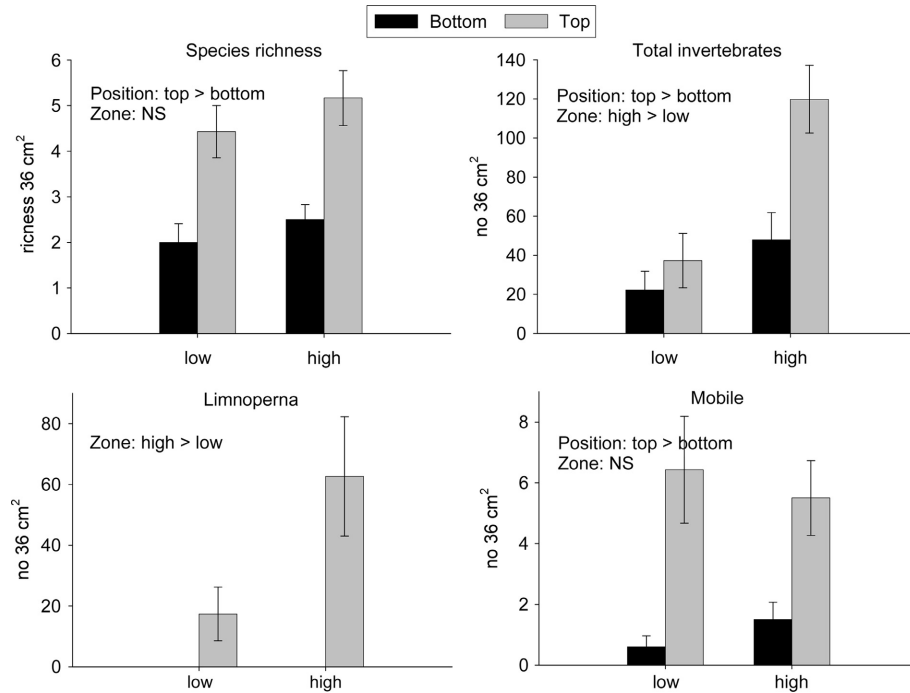 Bottom Top
Species richness
6
5
4
3
2
1
0
ricness 36 cm²
Position: top > bottom
Zone: NS
low high
Total invertebrates
140
120
100
80
60
40
20
0
no 36 cm²
Position: top > bottom
Zone: high > low
low high
Limnoperna
80
60
40
20
0
no 36 cm²
Zone: high > low
low high
Mobile
8
6
4
2
0
no 36 cm²
Position: top > bottom
Zone: NS
low high